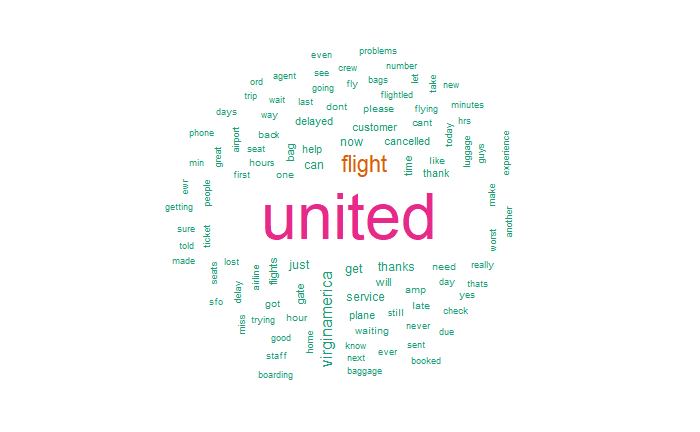 problems
even
see
crew
number
agent
let
take
ord
going
fly
bags
new
trip
wait
last
flightled
dont
please
flying
minutes
days
way
delayed
customer
cant
hrs
phone
airport
back
now
cancelled
today
great
seat
bag
help
luggage
guys
experience
min
hours
can
flight
time
like
first
one
thank
ewr
people
make
getting
united
another
sure
ticket
worst
told
made
seats
lost
airline
flights
just
get
thanks
need
really
will
day
thats
sfo
delay
gate
virginamerica
service
amp
yes
got
late
check
miss
trying
hour
plane
still
waiting
never
due
good
home
know
sent
staff
next
ever
booked
boarding
baggage